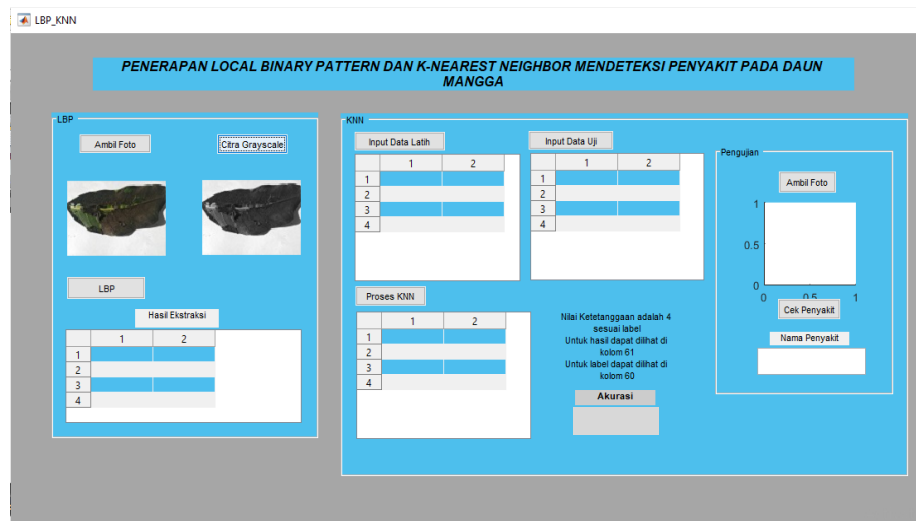 LBP_KNN
PENERAPAN LOCAL BINARY PATTERN DAN K-NEAREST NEIGHBOR MENDETEKSI PENYAKIT PADA DAUN
MANGGA
LBP
Ambil Foto
Citra Grayscale
LBP
Hasil Ekstraksi
1 2
1
2
3
4
KNN
Input Data Latih
1 2
1
2
3
4
Input Data Uji
1 2
1
2
3
4
Proses KNN
1 2
1
2
3
4
Nilai Ketetanggaan adalah 4
sesuai label
Untuk hasil dapat dilihat di
kolom 61
Untuk label dapat dilihat di
kolom 60
Akurasi
Pengujian
Ambil Foto
1
0.5
0
0 0.5 1
Cek Penyakit
Nama Penyakit